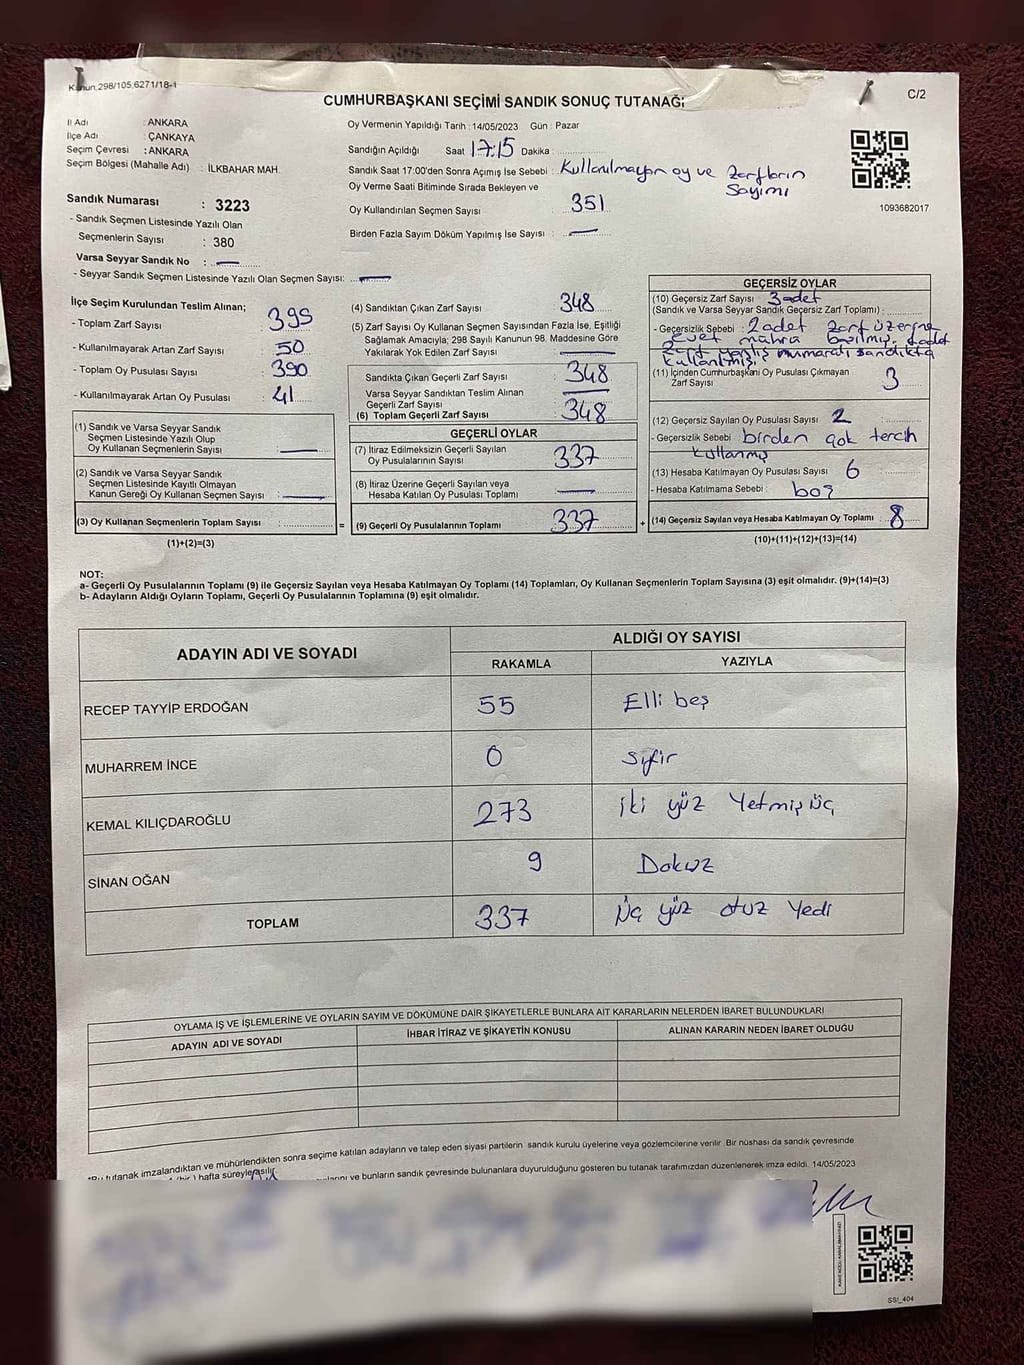 Kanun.298/105,6271/18-1
CUMHURBAŞKANI SEÇİMİ SANDIK SONUÇ TUTANAĞI
C/2
İl Adı : ANKARA
İlçe Adı : ÇANKAYA
Seçim Çevresi : ANKARA
Seçim Bölgesi (Mahalle Adı) : İLKBAHAR MAH.
Sandık Numarası : 3223
- Sandık Seçmen Listesinde Yazılı Olan
Seçmenlerin Sayısı : 380
Varsa Seyyar Sandık No : —
- Seyyar Sandık Seçmen Listesinde Yazılı Olan Seçmen Sayısı: —
Oy Vermenin Yapıldığı Tarih : 14/05/2023 Gün : Pazar
Sandığın Açıldığı Saat 17:15 Dakika :
Sandık Saat 17:00'den Sonra Açımış İse Sebebi : Kullanılmayan oy ve zarfların
Sayımı
Oy Verme Saati Bitiminde Sırada Bekleyen ve
Oy Kullandırılan Seçmen Sayısı 351
Birden Fazla Sayım Döküm Yapılmış İse Sayısı : —
1093682017
İlçe Seçim Kurulundan Teslim Alınan;
- Toplam Zarf Sayısı : 395
- Kullanılmayarak Artan Zarf Sayısı : 50
- Toplam Oy Pusulası Sayısı : 390
- Kullanılmayarak Artan Oy Pusulası : 41
(1) Sandık ve Varsa Seyyar Sandık
Seçmen Listesinde Yazılı Olup
Oy Kullanan Seçmenlerin Sayısı : —
(2) Sandık ve Varsa Seyyar Sandık
Seçmen Listesinde Kayıtlı Olmayan
Kanun Gereği Oy Kullanan Seçmen Sayısı : —
(3) Oy Kullanan Seçmenlerin Toplam Sayısı :
(1)+(2)=(3)
(4) Sandıktan Çıkan Zarf Sayısı 348
(5) Zarf Sayısı Oy Kullanan Seçmen Sayısından Fazla İse, Eşitliği
Sağlamak Amacıyla; 298 Sayılı Kanunun 98. Maddesine Göre
Yakılarak Yok Edilen Zarf Sayısı —
Sandıkta Çıkan Geçerli Zarf Sayısı 348
Varsa Seyyar Sandıktan Teslim Alınan
Geçerli Zarf Sayısı
(6) Toplam Geçerli Zarf Sayısı 348
GEÇERLİ OYLAR
(7) İtiraz Edilmeksizin Geçerli Sayılan
Oy Pusulalarının Sayısı 337
(8) İtiraz Üzerine Geçerli Sayılan veya
Hesaba Katılan Oy Pusulası Toplamı —
= (9) Geçerli Oy Pusulalarının Toplamı 337
GEÇERSİZ OYLAR
(10) Geçersiz Zarf Sayısı : 3 adet
(Sandık ve Varsa Seyyar Sandık Geçersiz Zarf Toplamı) :
- Geçersizlik Sebebi : 2 adet zarf üzerine
evet mührü basılmış, 1 adet
zarf yanlış numaralı sandıkta
kullanılmış.
(11) İçinden Cumhurbaşkanı Oy Pusulası Çıkmayan
Zarf Sayısı 3
(12) Geçersiz Sayılan Oy Pusulası Sayısı 2
- Geçersizlik Sebebi birden çok tercih
kullanmış
(13) Hesaba Katılmayan Oy Pusulası Sayısı 6
- Hesaba Katılmama Sebebi : boş
+ (14) Geçersiz Sayılan veya Hesaba Katılmayan Oy Toplamı : 8
(10)+(11)+(12)+(13)=(14)
NOT:
a- Geçerli Oy Pusulalarının Toplamı (9) ile Geçersiz Sayılan veya Hesaba Katılmayan Oy Toplamı (14) Toplamları, Oy Kullanan Seçmenlerin Toplam Sayısına (3) eşit olmalıdır. (9)+(14)=(3)
b- Adayların Aldığı Oyların Toplamı, Geçerli Oy Pusulalarının Toplamına (9) eşit olmalıdır.
ADAYIN ADI VE SOYADI
ALDIĞI OY SAYISI
RAKAMLA YAZIYLA
RECEP TAYYİP ERDOĞAN 55 Elli beş
MUHARREM İNCE 0 Sıfır
KEMAL KILIÇDAROĞLU 273 iki yüz Yetmiş üç
SİNAN OĞAN 9 Dokuz
TOPLAM 337 üç yüz otuz Yedi
OYLAMA İŞ VE İŞLEMLERİNE VE OYLARIN SAYIM VE DÖKÜMÜNE DAİR ŞİKAYETLERLE BUNLARA AİT KARARLARIN NELERDEN İBARET BULUNDUKLARI
ADAYIN ADI VE SOYADI İHBAR İTİRAZ VE ŞİKAYETİN KONUSU ALINAN KARARIN NEDEN İBARET OLDUĞU
*Bu tutanak imzalandıktan ve mühürlendikten sonra seçime katılan adayların ve talep eden siyasi partilerin sandık kurulu üyelerine veya gözlemcilerine verilir. Bir nüshası da sandık çevresinde
hafta süreyle asılır.
ve bunların sandık çevresinde bulunanlara duyurulduğunu gösteren bu tutanak tarafımızdan düzenlenerek imza edildi. 14/05/2023
SSİ_404